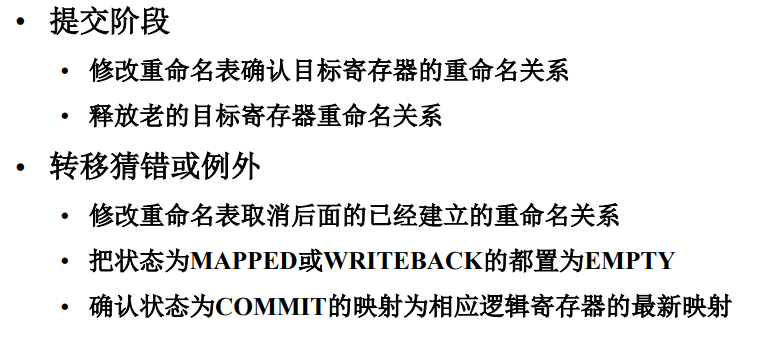 • 提交阶段
• 修改重命名表确认目标寄存器的重命名关系
• 释放老的目标寄存器重命名关系
• 转移猜错或例外
• 修改重命名表取消后面的已经建立的重命名关系
• 把状态为MAPPED或WRITEBACK的都置为EMPTY
• 确认状态为COMMIT的映射为相应逻辑寄存器的最新映射